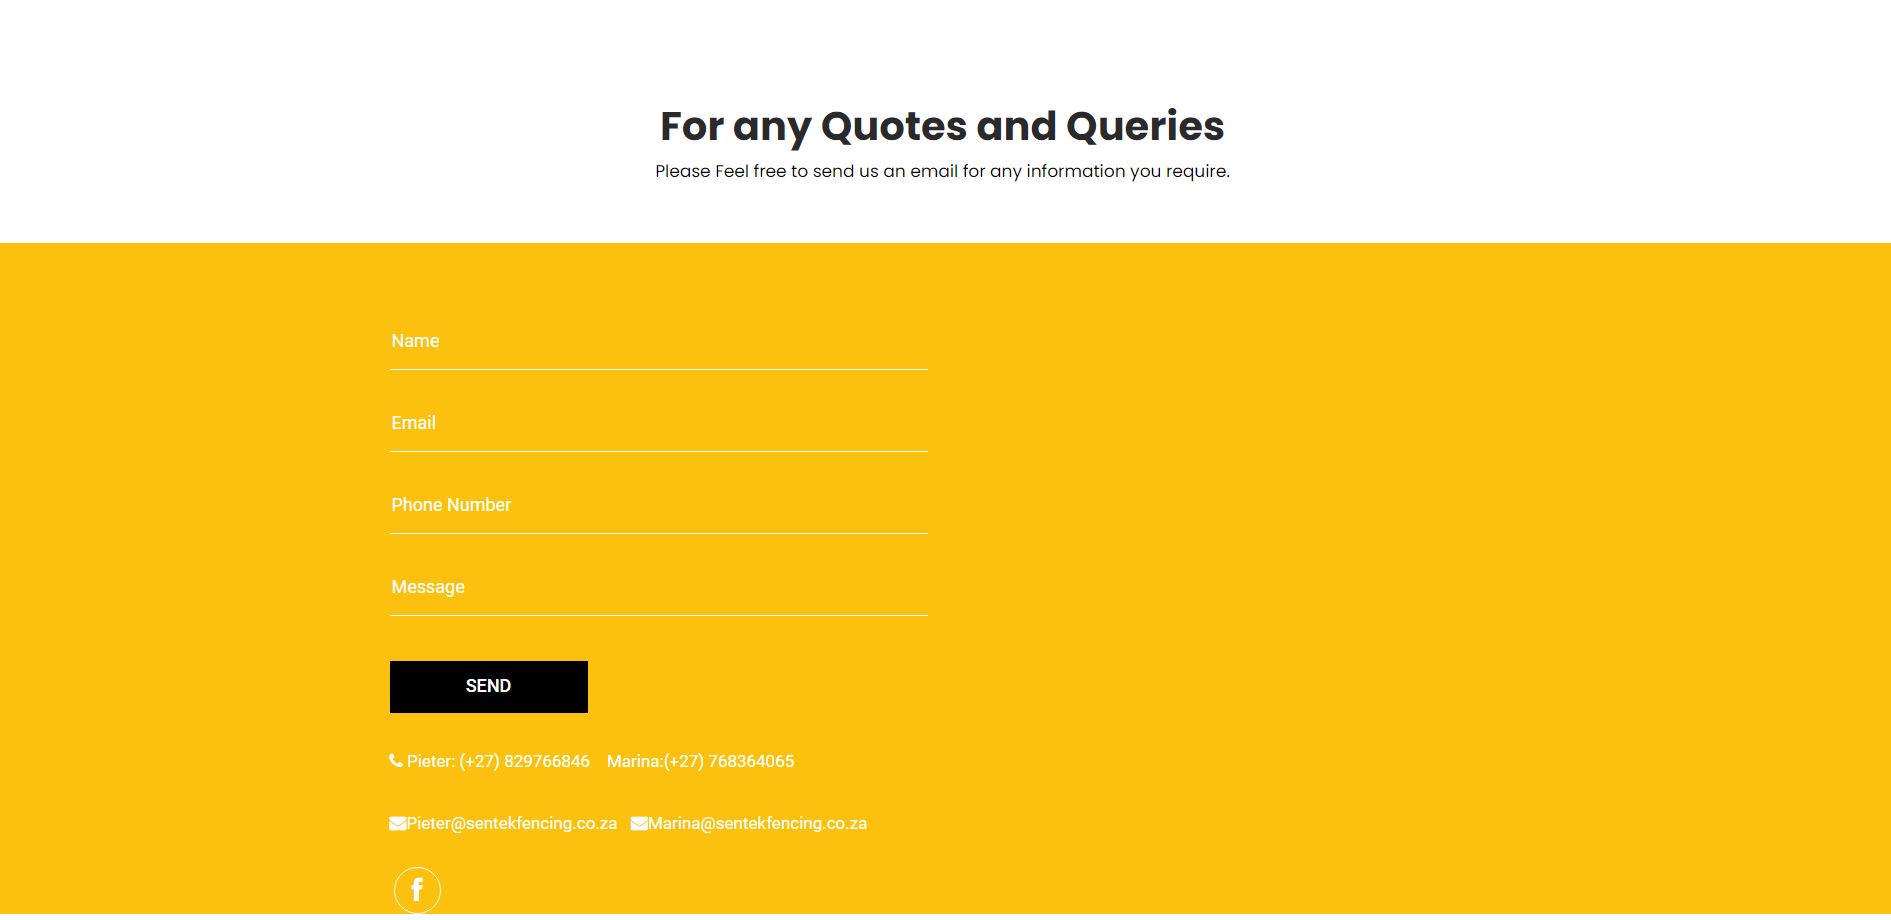 For any Quotes and Queries
Please Feel free to send us an email for any information you require.
Name
Email
Phone Number
Message
SEND
Pieter: (+27) 829766846 Marina:(+27) 768364065
Pieter@sentekfencing.co.za Marina@sentekfencing.co.za